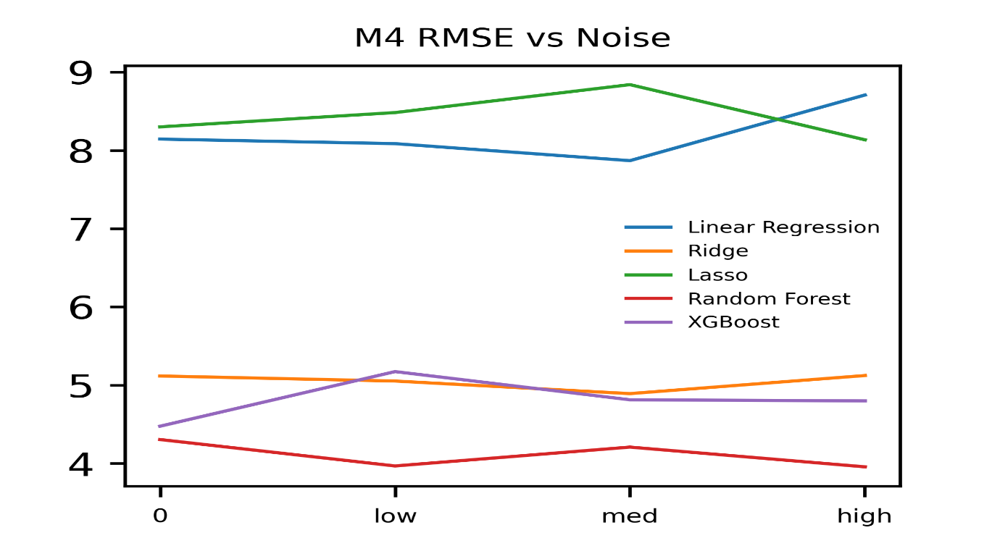 M4 RMSE vs Noise
9
8
7
6
5
4
Linear Regression
Ridge
Lasso
Random Forest
XGBoost
0 low med high